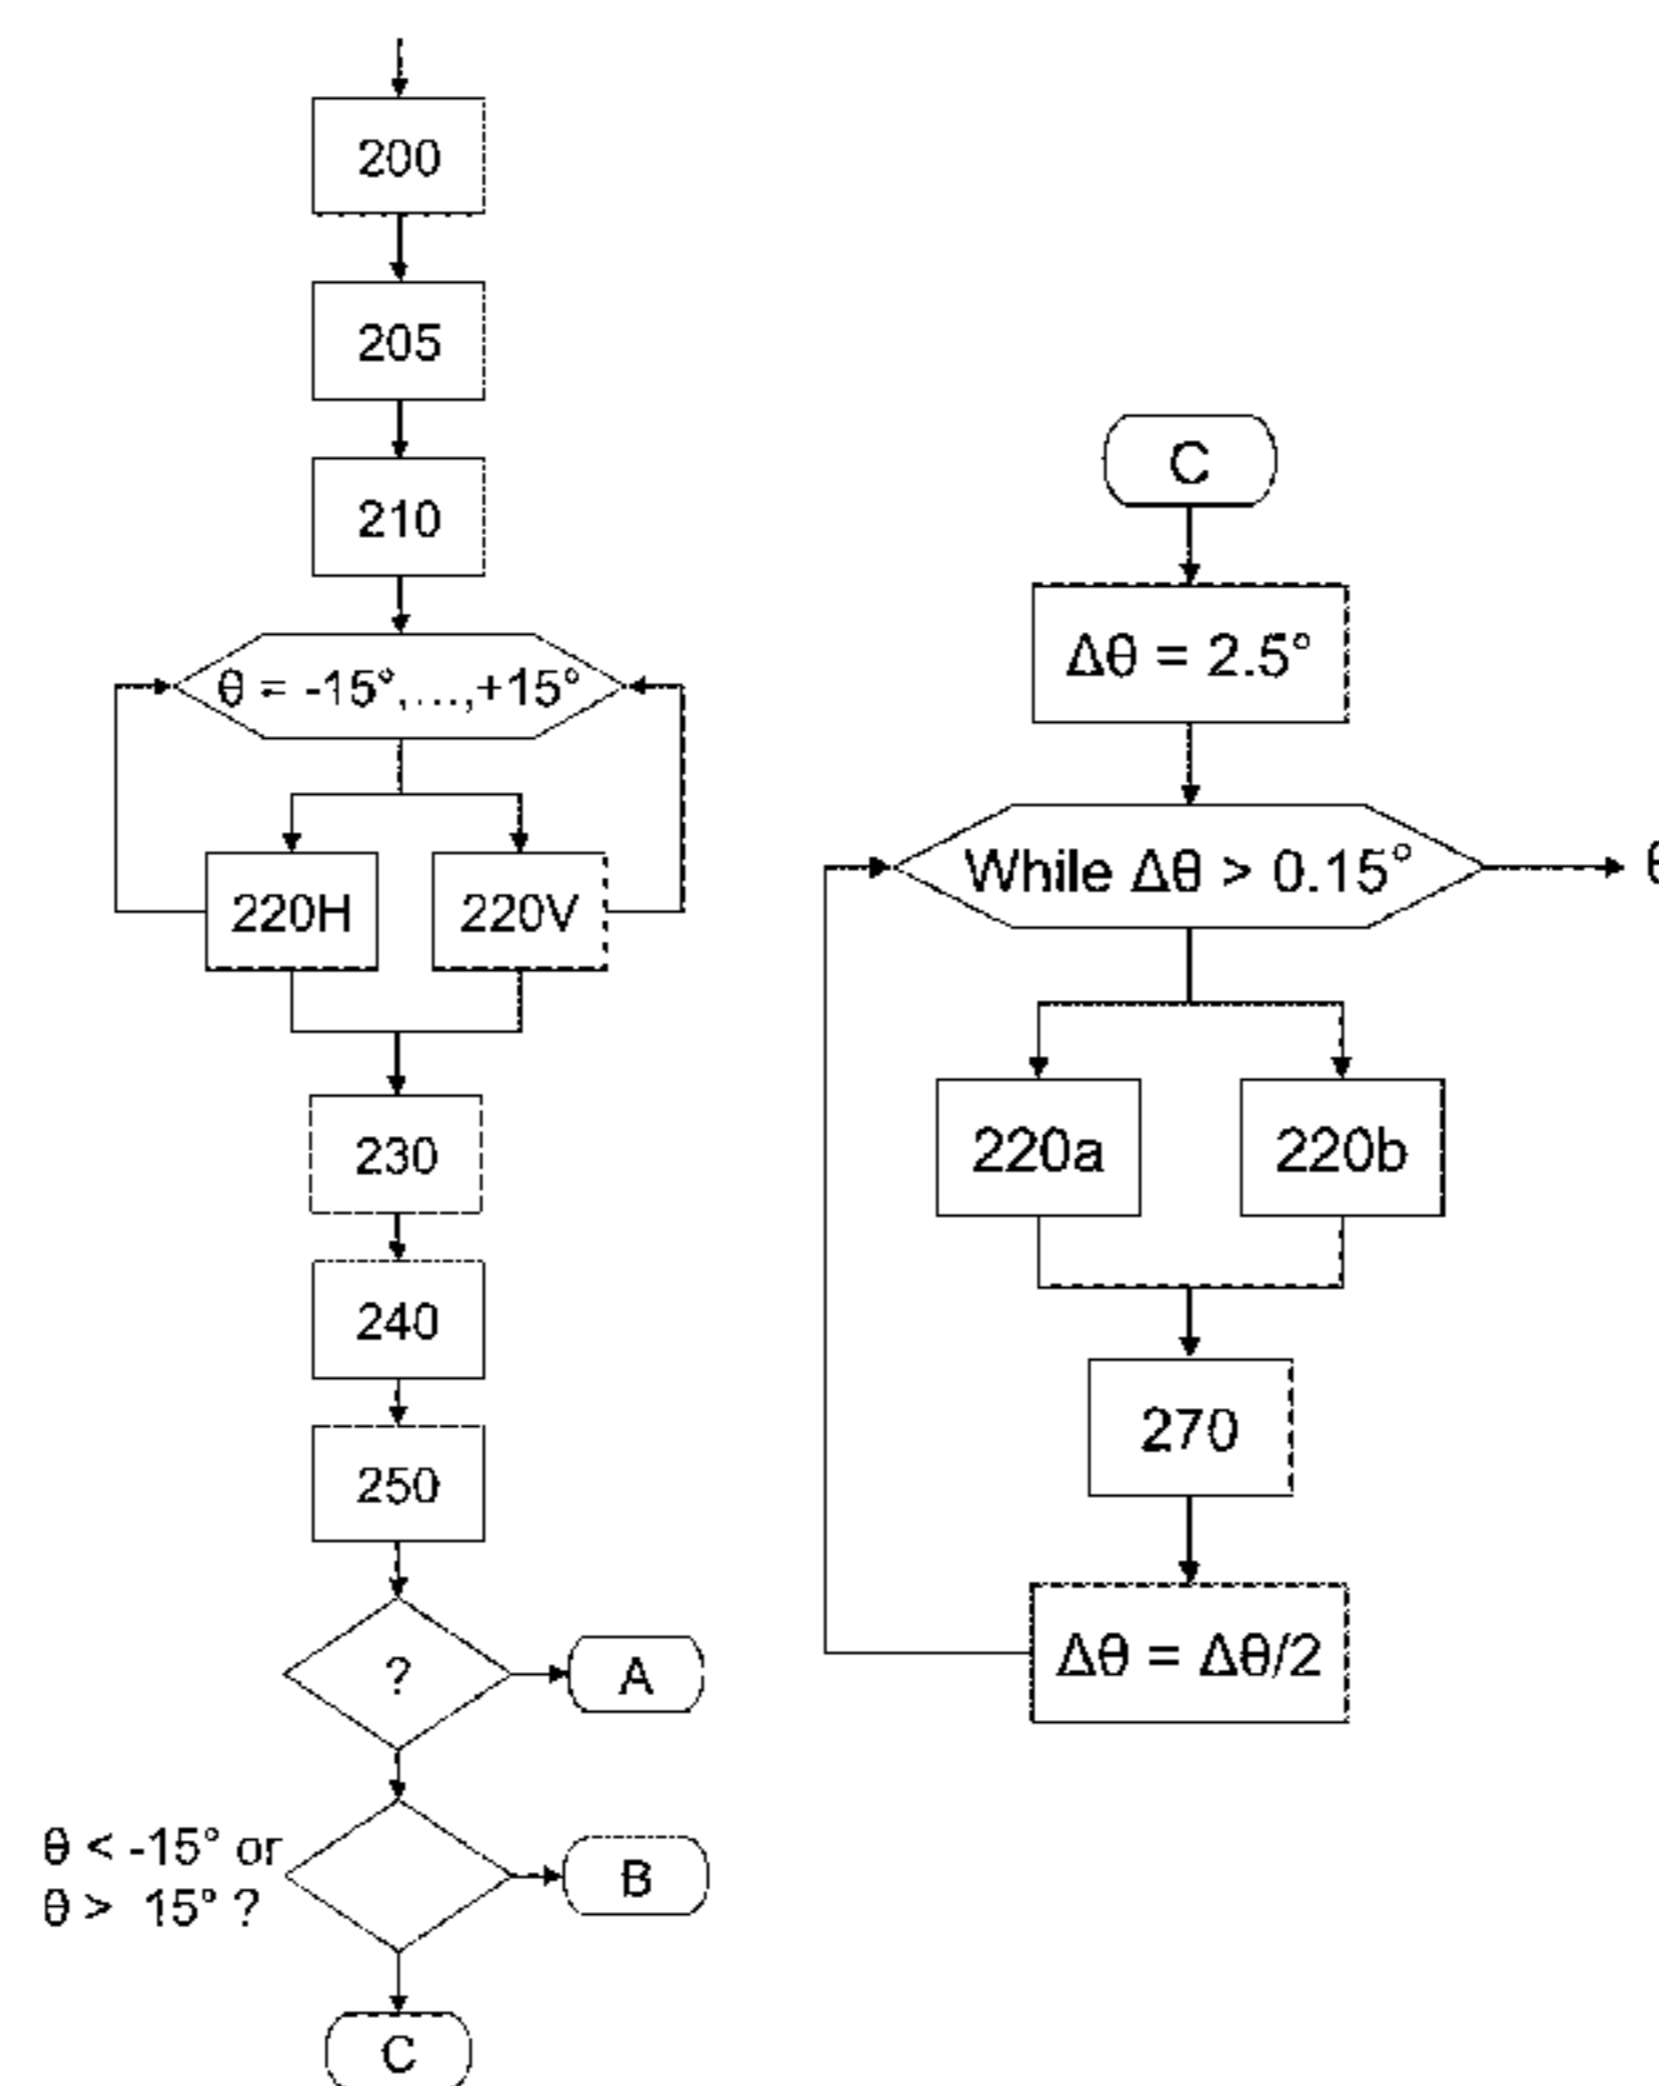 200
205
210
θ = -15°,...,+15°
220H
220V
230
240
250
?
A
θ < -15° or
θ > 15° ?
B
C
C
Δθ = 2.5°
While Δθ > 0.15°
220a
220b
270
Δθ = Δθ/2